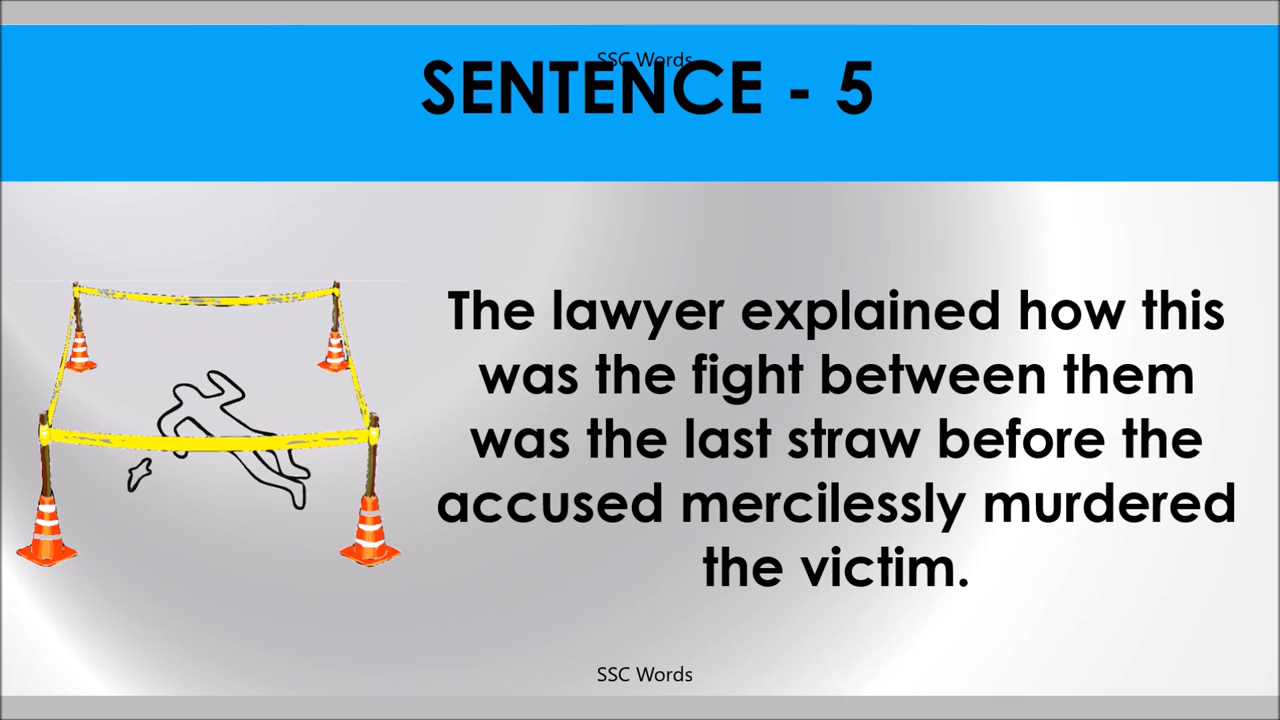 SSC Words
SENTENCE - 5
The lawyer explained how this
was the fight between them
was the last straw before the
accused mercilessly murdered
the victim.
SSC Words